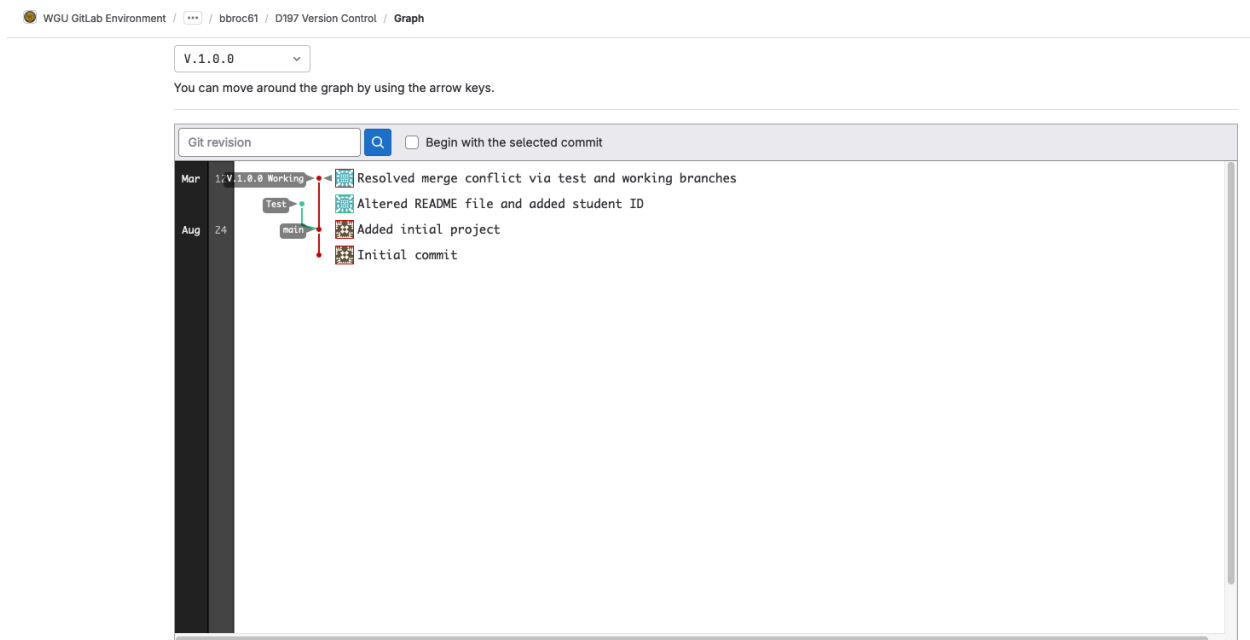 WGU GitLab Environment / ··· / bbroc61 / D197 Version Control / Graph
V.1.0.0
You can move around the graph by using the arrow keys.
Git revision
Begin with the selected commit
Mar 12 V.1.0.0 Working Resolved merge conflict via test and working branches
Test Altered README file and added student ID
Aug 24 main Added intial project
Initial commit